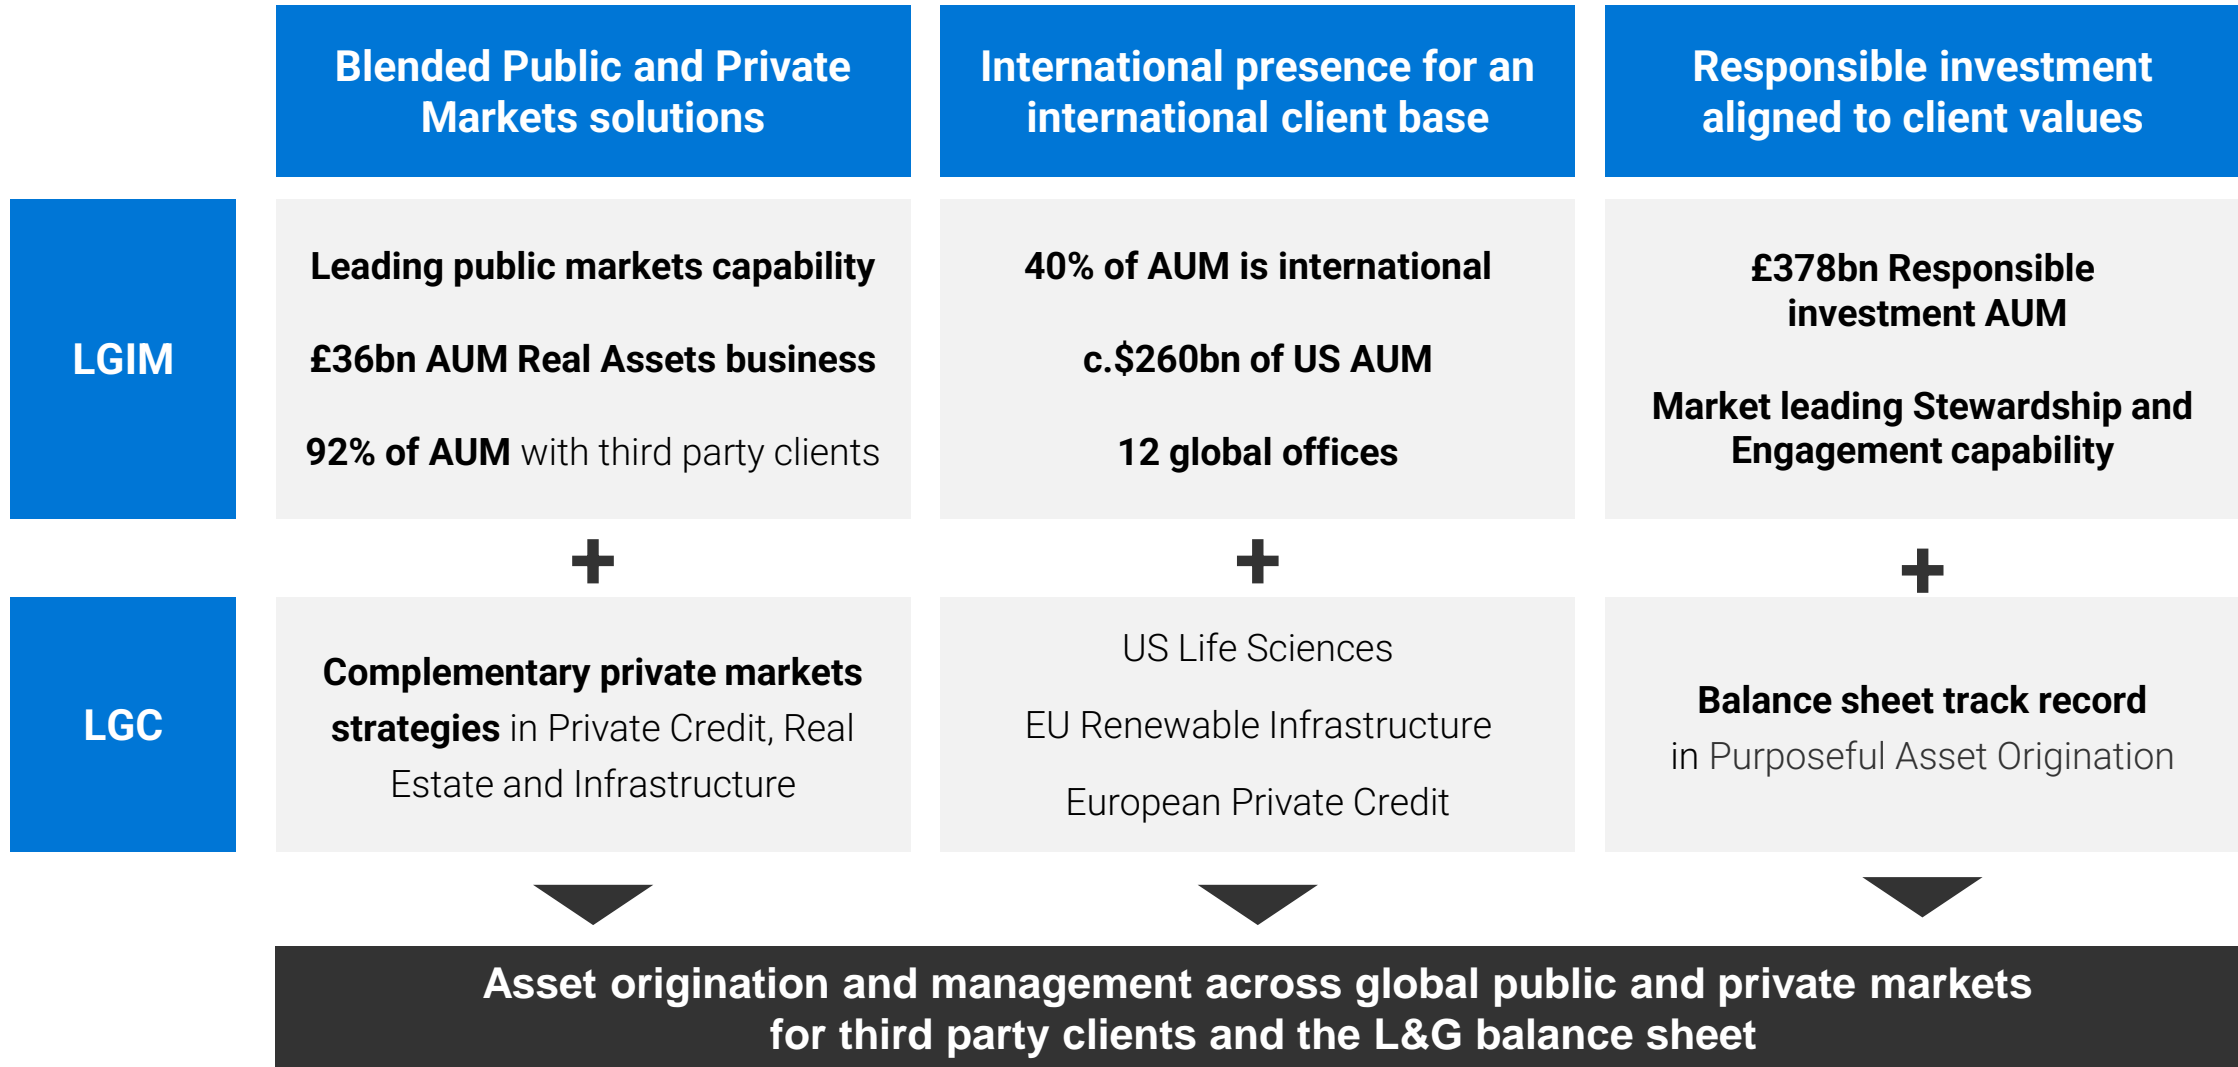 Blended Public and Private
Markets solutions
International presence for an
international client base
Responsible investment
aligned to client values
LGIM
Leading public markets capability
£36bn AUM Real Assets business
92% of AUM with third party clients
40% of AUM is international
c.$260bn of US AUM
12 global offices
£378bn Responsible
investment AUM
Market leading Stewardship and
Engagement capability
+
+
+
LGC
Complementary private markets
strategies in Private Credit, Real
Estate and Infrastructure
US Life Sciences
EU Renewable Infrastructure
European Private Credit
Balance sheet track record
in Purposeful Asset Origination
Asset origination and management across global public and private markets
for third party clients and the L&G balance sheet